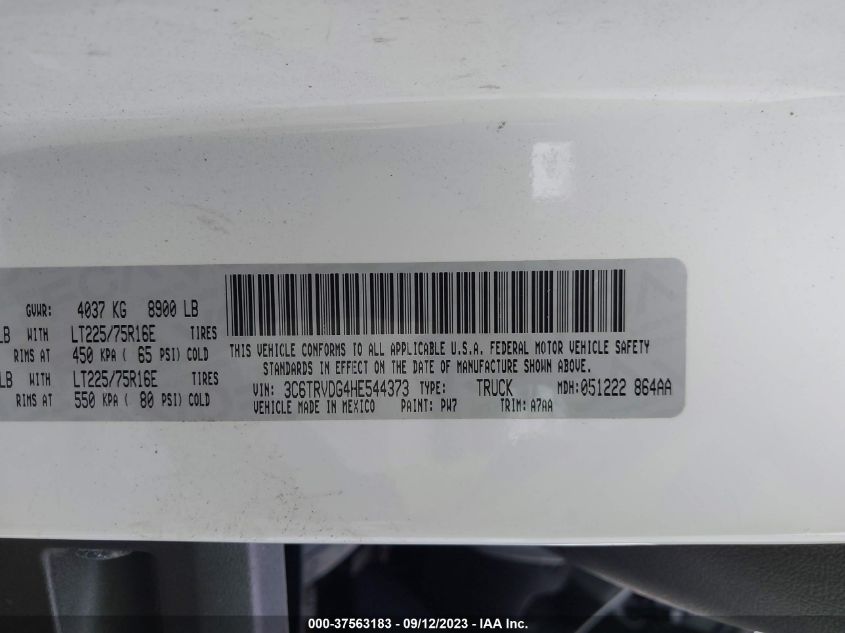 GVWR: 4037 KG 8900 LB
LB WITH LT225/75R16E TIRES
RIMS AT 450 KPA ( 65 PSI) COLD
LB WITH LT225/75R16E TIRES
RIMS AT 550 KPA ( 80 PSI) COLD
THIS VEHICLE CONFORMS TO ALL APPLICABLE U.S.A. FEDERAL MOTOR VEHICLE SAFETY
STANDARDS IN EFFECT ON THE DATE OF MANUFACTURE SHOWN ABOVE.
VIN: 3C6TRVDG4HE544373 TYPE: TRUCK MDH:051222 864AA
VEHICLE MADE IN MEXICO PAINT: PW7 TRIM: A7AA
000-37563183 - 09/12/2023 - IAA Inc.